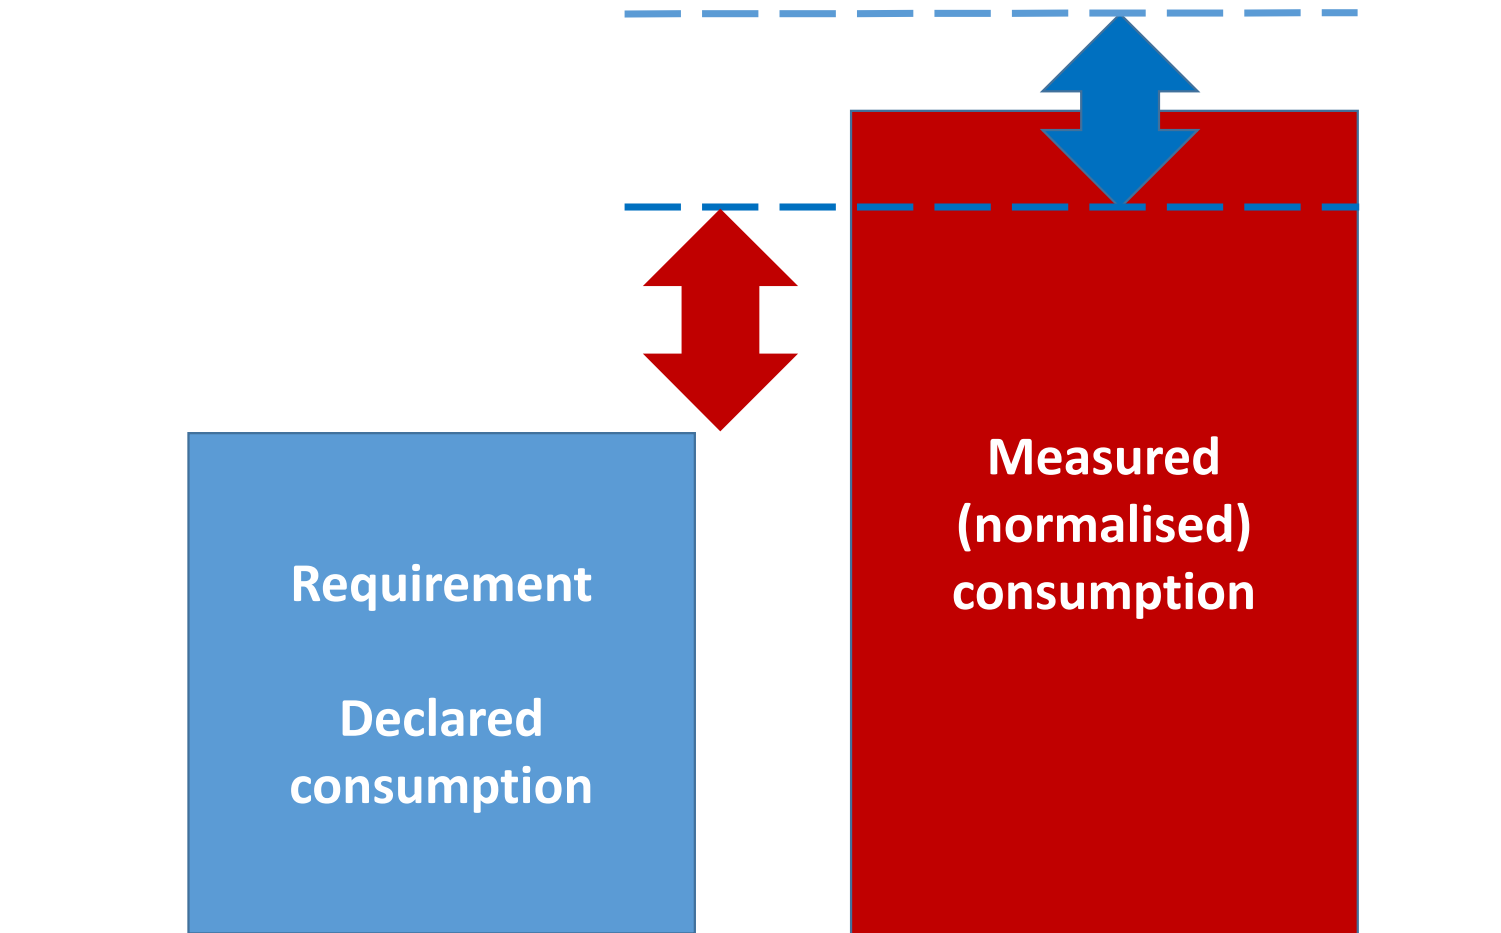 Requirement
Declared
consumption
Measured
(normalised)
consumption